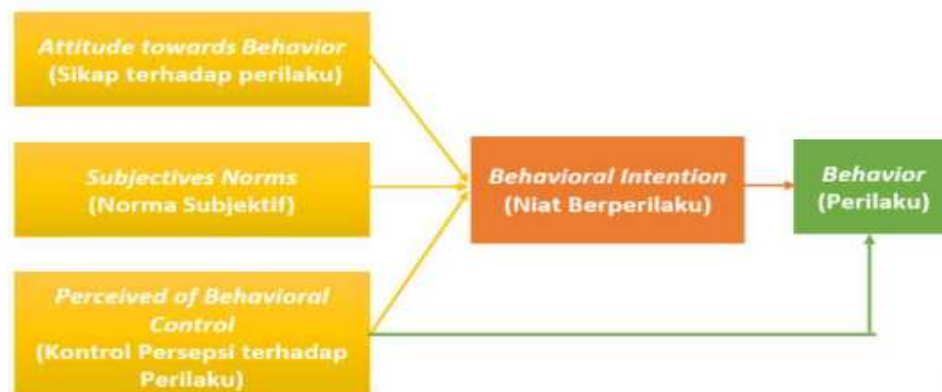 Attitude towards Behavior
(Sikap terhadap perilaku)
Subjectives Norms
(Norma Subjektif)
Behavioral Intention
(Niat Berperilaku)
Behavior
(Perilaku)
Perceived of Behavioral
Control
(Kontrol Persepsi terhadap
Perilaku)